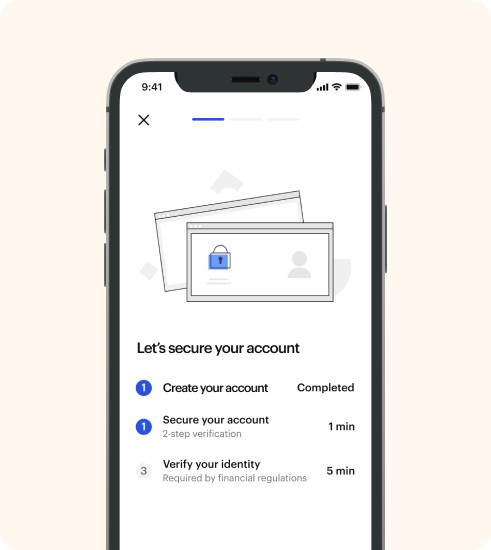 9:41
Let's secure your account
1 Create your account Completed
1 Secure your account 1 min
2-step verification
3 Verify your identity 5 min
Required by financial regulations